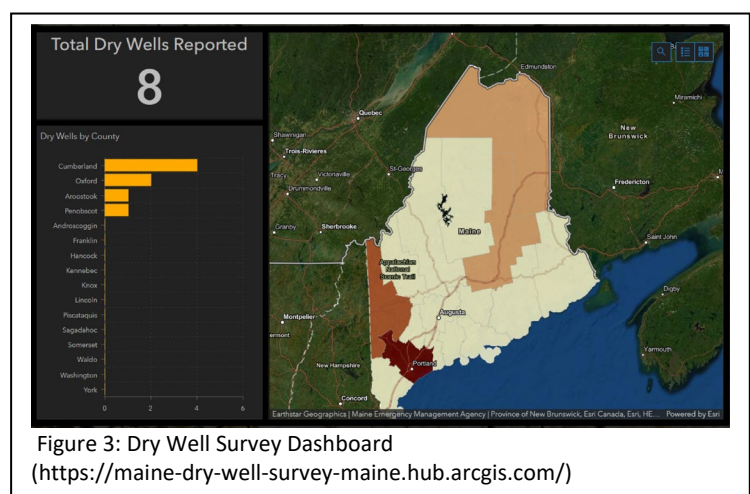 Total Dry Wells Reported
8
Dry Wells by County
Cumberland
Oxford
Aroostook
Penobscot
Androscoggin
Franklin
Hancock
Kennebec
Knox
Lincoln
Piscataquis
Sagadahoc
Somerset
Waldo
Washington
York
0 2 4 6
Edmundston
Miramichi
Quebec
New
Brunswick
Shawinigan
Trois-Rivieres
Tracy
Victoriaville
St-Georges
Fredericton
Drummondville
Granby
Sherbrooke
Maine
Saint John
Appalachian
National
Scenic Trail
Digby
Montpelier
Augusta
ermont
Yarmouth
New Hampshire
Portland
Concord
Earthstar Geographics | Maine Emergency Management Agency | Province of New Brunswick, Esri Canada, Esri, HE... Powered by Esri
Figure 3: Dry Well Survey Dashboard
(https://maine-dry-well-survey-maine.hub.arcgis.com/)